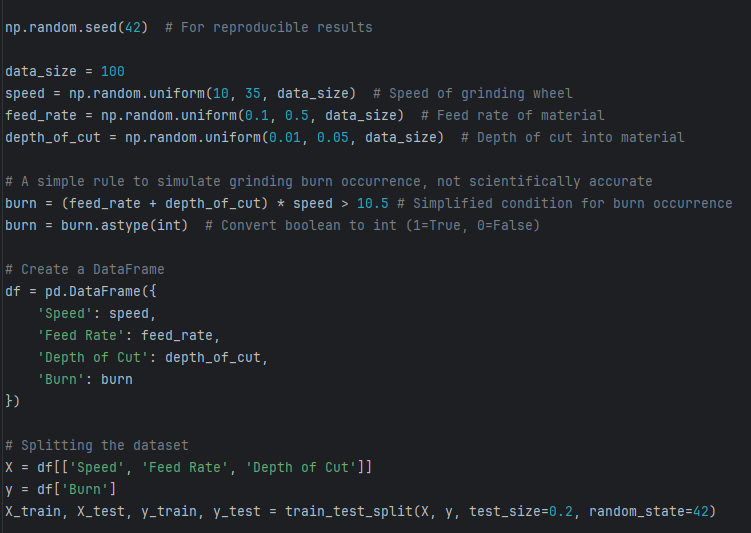 np.random.seed(42)  # For reproducible results
data_size = 100
speed = np.random.uniform(10, 35, data_size)  # Speed of grinding wheel
feed_rate = np.random.uniform(0.1, 0.5, data_size)  # Feed rate of material
depth_of_cut = np.random.uniform(0.01, 0.05, data_size)  # Depth of cut into material
# A simple rule to simulate grinding burn occurrence, not scientifically accurate
burn = (feed_rate + depth_of_cut) * speed > 10.5 # Simplified condition for burn occurrence
burn = burn.astype(int)  # Convert boolean to int (1=True, 0=False)
# Create a DataFrame
df = pd.DataFrame({
    'Speed': speed,
    'Feed Rate': feed_rate,
    'Depth of Cut': depth_of_cut,
    'Burn': burn
})
# Splitting the dataset
X = df[['Speed', 'Feed Rate', 'Depth of Cut']]
y = df['Burn']
X_train, X_test, y_train, y_test = train_test_split(X, y, test_size=0.2, random_state=42)